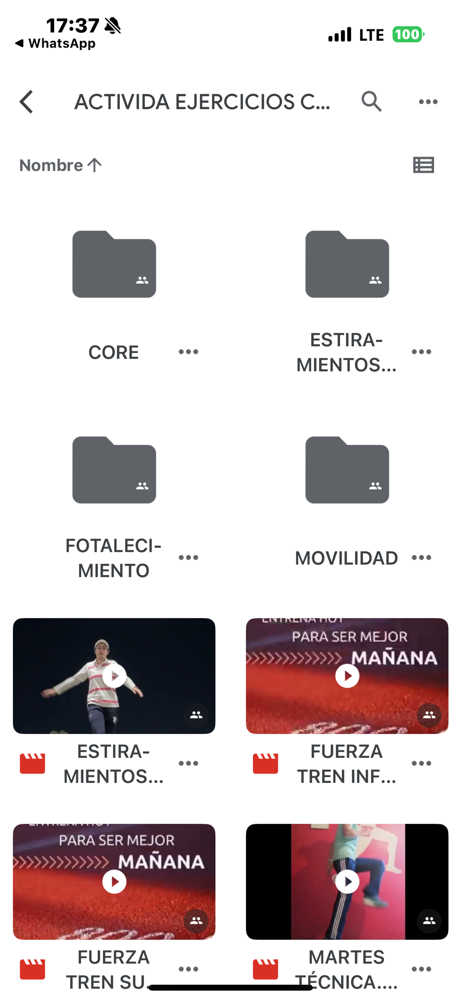 17:37
LTE 100
WhatsApp
ACTIVIDA EJERCICIOS C...
Nombre
CORE
ESTIRA-
MIENTOS...
FOTALECI-
MIENTO
MOVILIDAD
ENTRENA HOY
PARA SER MEJOR
MAÑANA
ESTIRA-
MIENTOS...
FUERZA
TREN INF...
ENTRENA HOY
PARA SER MEJOR
MAÑANA
FUERZA
TREN SU.
MARTES
TÉCNICA....